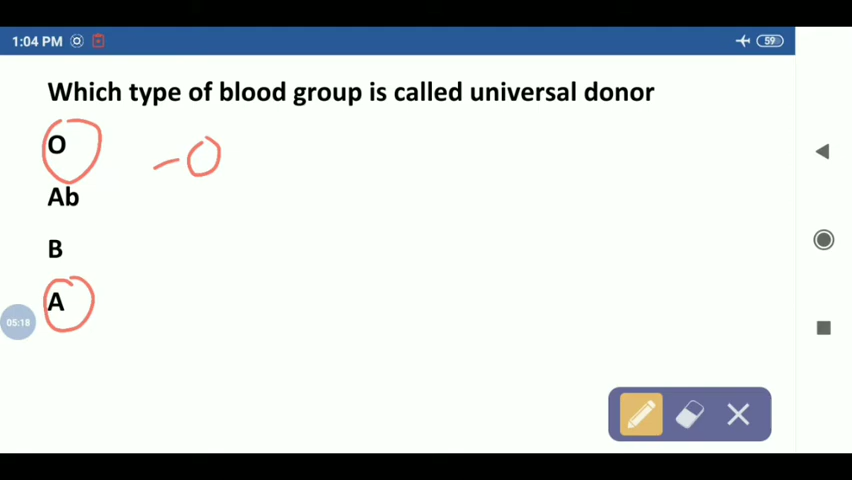 1:04 PM 59
Which type of blood group is called universal donor
O
-O
Ab
B
A
05:18